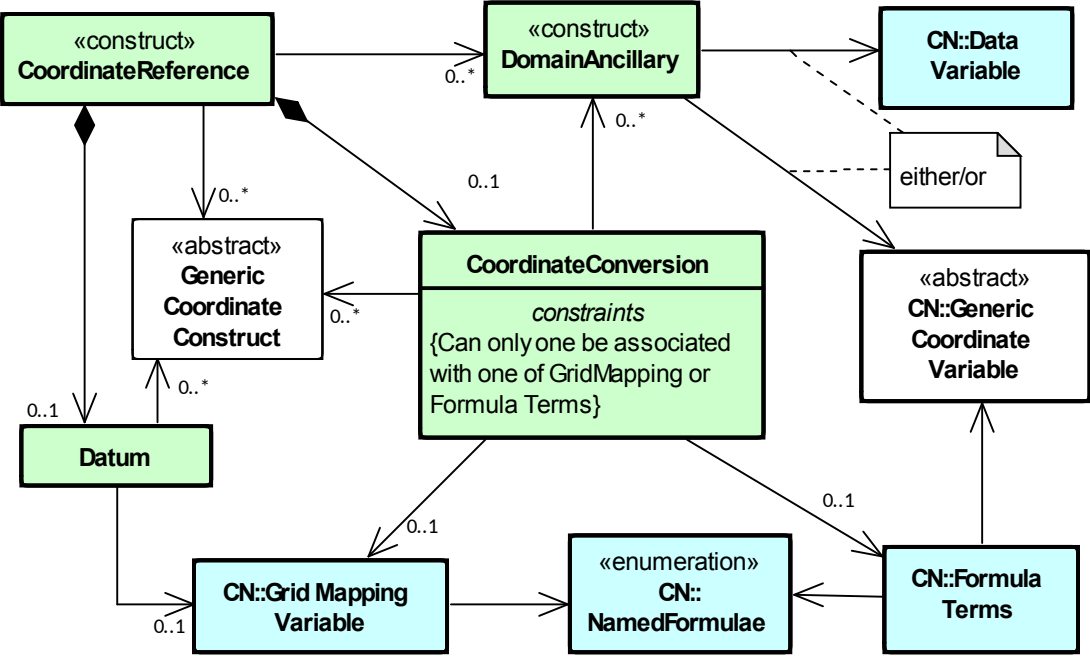 «construct»
CoordinateReference
0..*
«construct»
DomainAncillary
CN::Data
Variable
0..*
either/or
0..1
0..*
«abstract»
Generic
Coordinate
Construct
0..*
0..*
CoordinateConversion
constraints
{Can only one be associated
with one of GridMapping or
Formula Terms}
«abstract»
CN::Generic
Coordinate
Variable
0..1
Datum
0..1
0..1
0..1
CN::Grid Mapping
Variable
«enumeration»
CN::
NamedFormulae
CN::Formula
Terms